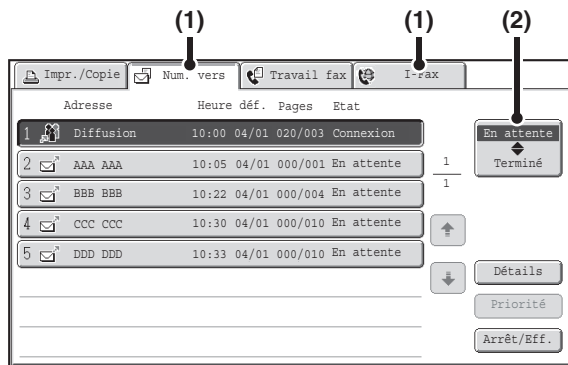 (1) (1) (2)
Impr./Copie Num. vers Travail fax I-Fax
Adresse Heure déf. Pages Etat
1 Diffusion 10:00 04/01 020/003 Connexion
2 AAA AAA 10:05 04/01 000/001 En attente
3 BBB BBB 10:22 04/01 000/004 En attente
4 CCC CCC 10:30 04/01 000/010 En attente
5 DDD DDD 10:33 04/01 000/010 En attente
1
1
En attente
Terminé
Détails
Priorité
Arrêt/Eff.